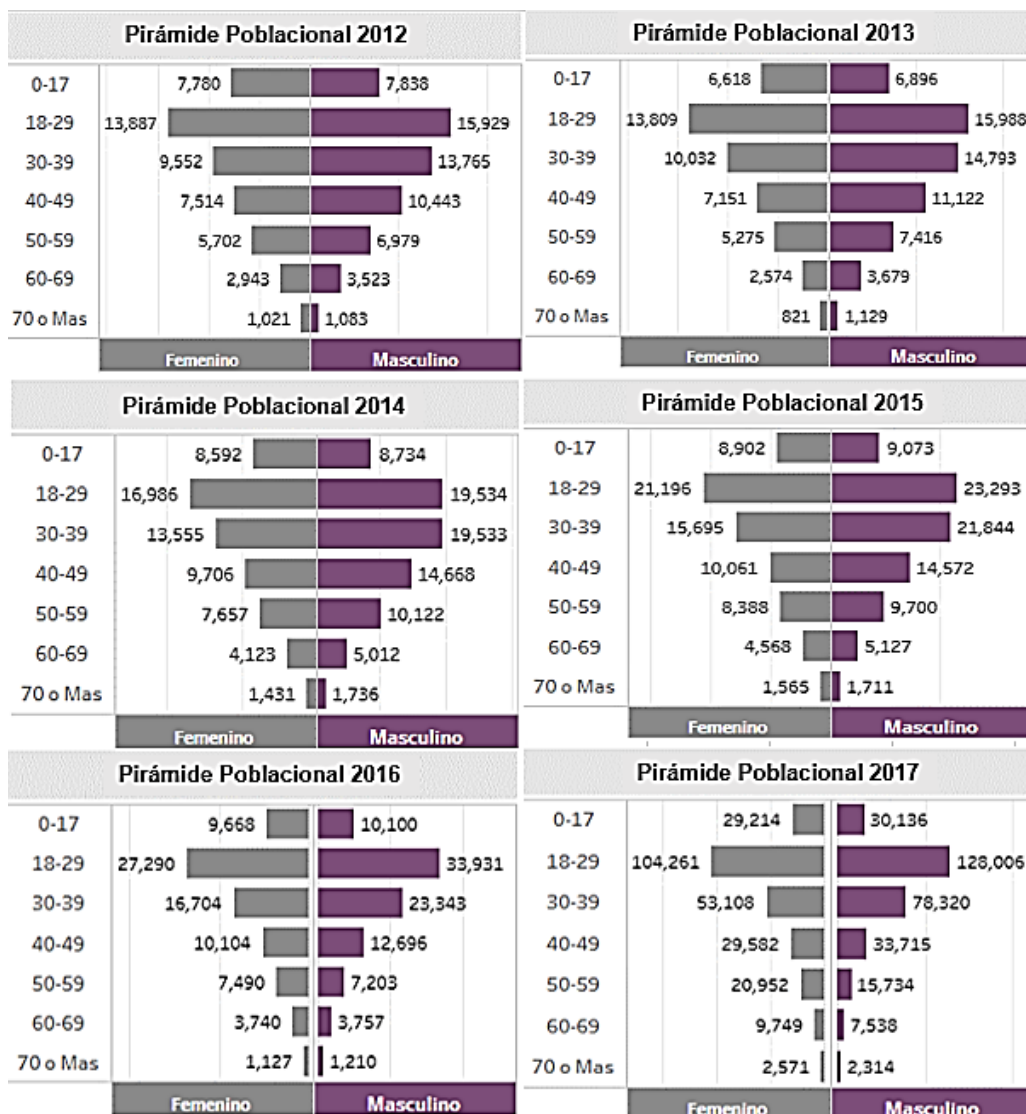 Pirámide Poblacional 2012
0-17 7,780 7,838
18-29 13,887 15,929
30-39 9,552 13,765
40-49 7,514 10,443
50-59 5,702 6,979
60-69 2,943 3,523
70 o Mas 1,021 1,083
Femenino Masculino
Pirámide Poblacional 2013
0-17 6,618 6,896
18-29 13,809 15,988
30-39 10,032 14,793
40-49 7,151 11,122
50-59 5,275 7,416
60-69 2,574 3,679
70 o Mas 821 1,129
Femenino Masculino
Pirámide Poblacional 2014
0-17 8,592 8,734
18-29 16,986 19,534
30-39 13,555 19,533
40-49 9,706 14,668
50-59 7,657 10,122
60-69 4,123 5,012
70 o Mas 1,431 1,736
Femenino Masculino
Pirámide Poblacional 2015
0-17 8,902 9,073
18-29 21,196 23,293
30-39 15,695 21,844
40-49 10,061 14,572
50-59 8,388 9,700
60-69 4,568 5,127
70 o Mas 1,565 1,711
Femenino Masculino
Pirámide Poblacional 2016
0-17 9,668 10,100
18-29 27,290 33,931
30-39 16,704 23,343
40-49 10,104 12,696
50-59 7,490 7,203
60-69 3,740 3,757
70 o Mas 1,127 1,210
Femenino Masculino
Pirámide Poblacional 2017
0-17 29,214 30,136
18-29 104,261 128,006
30-39 53,108 78,320
40-49 29,582 33,715
50-59 20,952 15,734
60-69 9,749 7,538
70 o Mas 2,571 2,314
Femenino Masculino